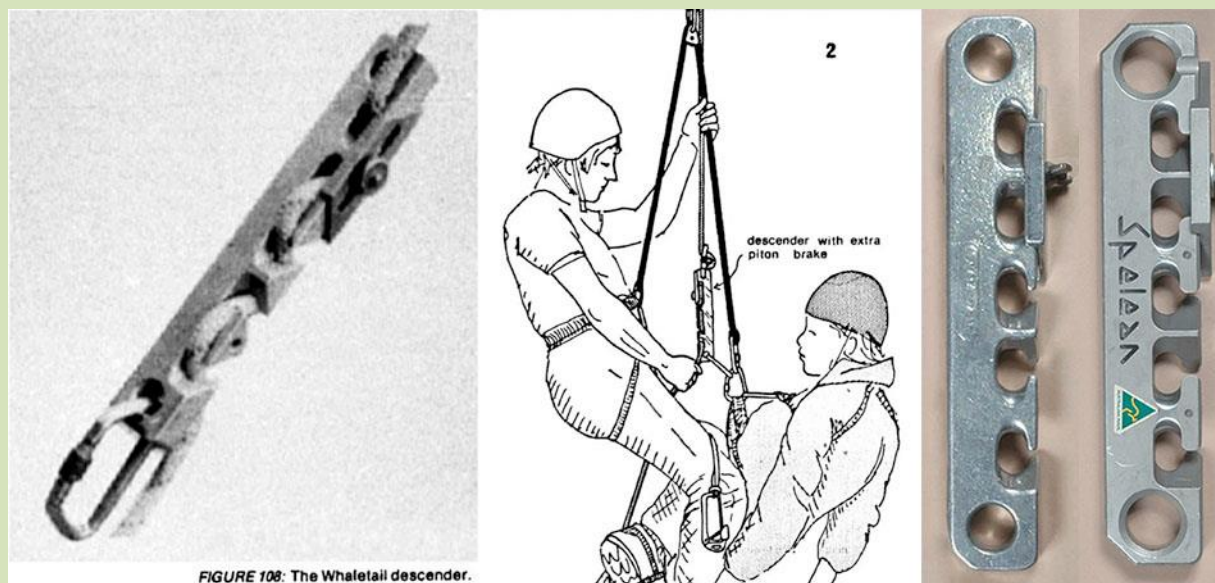 FIGURE 108: The Whaletail descender.
2
descender with extra
piton brake
Spelean